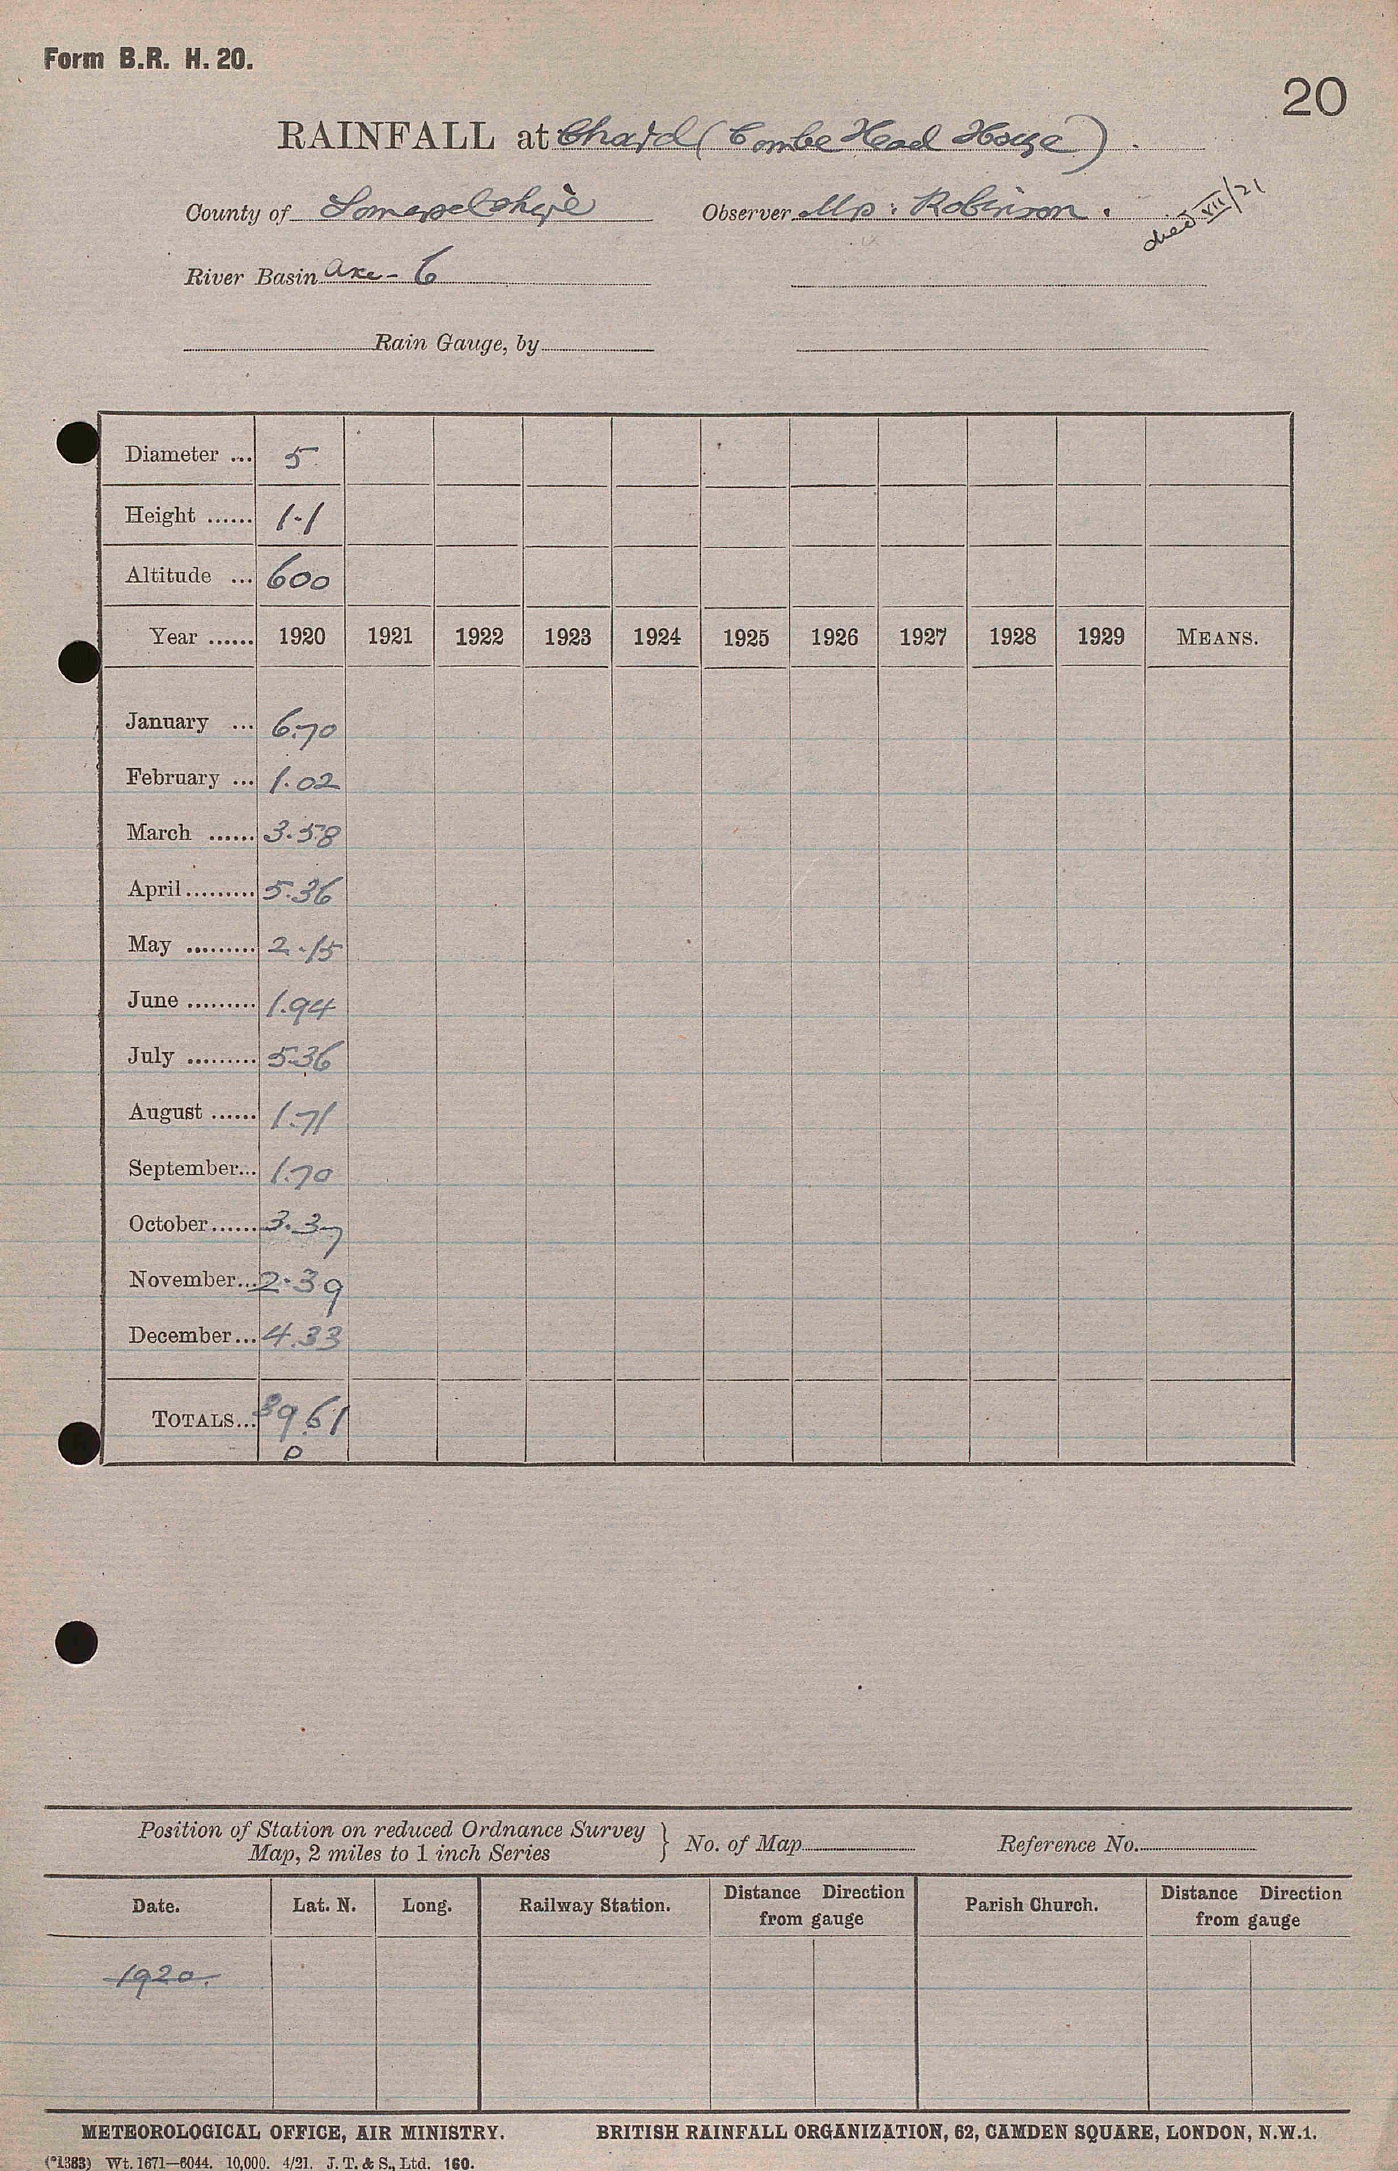 Form B.R. H. 20.
20
RAINFALL at Chard (Combe Head House).
County of Somersetshire Observer Mrs. Robinson.
died VII/21
River Basin Axe - 6
Rain Gauge, by
Diameter ... 5
Height ...... 1.1
Altitude ... 600
Year ...... 1920 1921 1922 1923 1924 1925 1926 1927 1928 1929 MEANS.
January ... 6.70
February ... 1.02
March ...... 3.58
April ......... 5.36
May ......... 2.15
June ......... 1.94
July ......... 5.36
August ...... 1.71
September... 1.70
October...... 3.37
November... 2.39
December... 4.33
TOTALS... 39.61
D
Position of Station on reduced Ordnance Survey
Map, 2 miles to 1 inch Series } No. of Map Reference No.
Date. Lat. N. Long. Railway Station. Distance Direction from gauge Parish Church. Distance Direction from gauge
1920.
METEOROLOGICAL OFFICE, AIR MINISTRY. BRITISH RAINFALL ORGANIZATION, 62, CAMDEN SQUARE, LONDON, N.W.1.
(*1383) Wt. 1671—6044. 10,000. 4/21. J. T. & S., Ltd. 160.